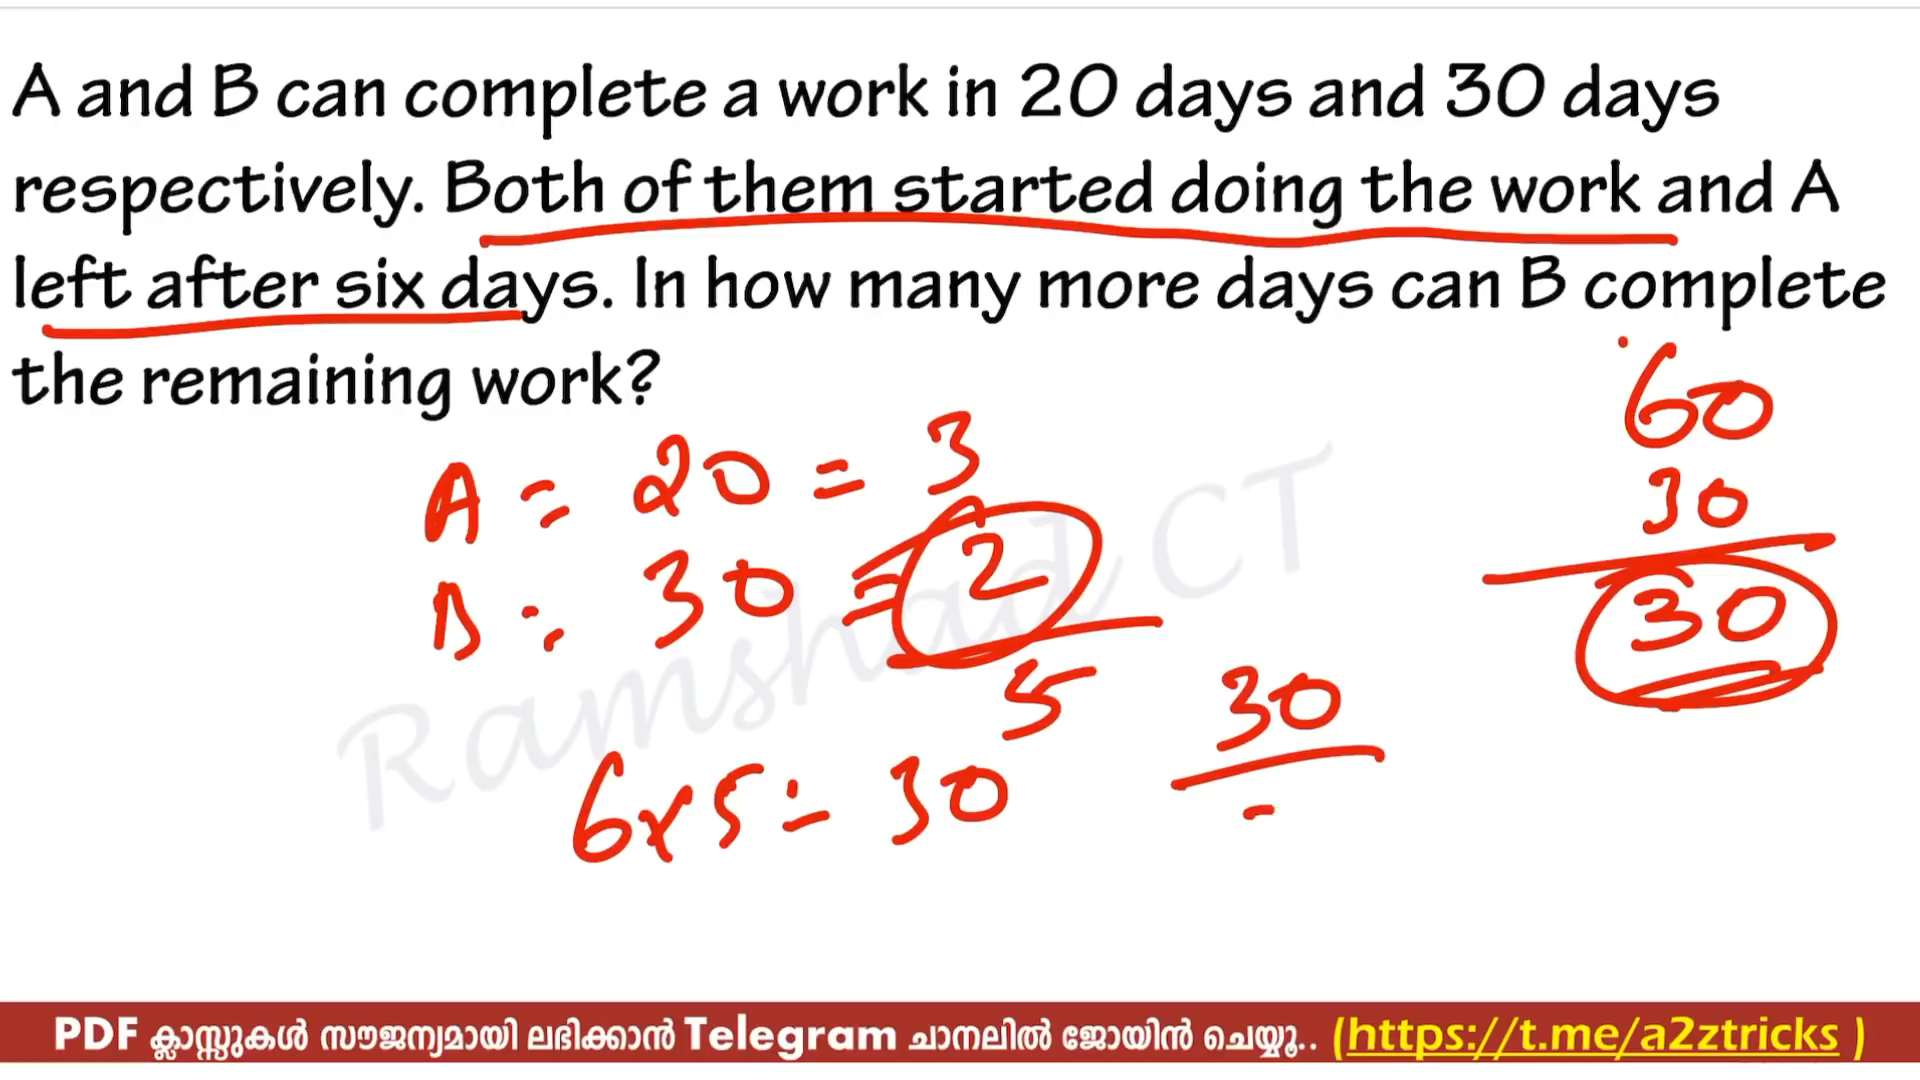 A and B can complete a work in 20 days and 30 days
respectively. Both of them started doing the work and A
left after six days. In how many more days can B complete
the remaining work?
60
30
30
A = 20 = 3
B = 30 = 2
5
6x5 = 30
30
Ramshad CT
PDF ക്ലാസ്സുകൾ സൗജന്യമായി ലഭിക്കാൻ Telegram ചാനലിൽ ജോയിൻ ചെയ്യൂ.. (https://t.me/a2ztricks )